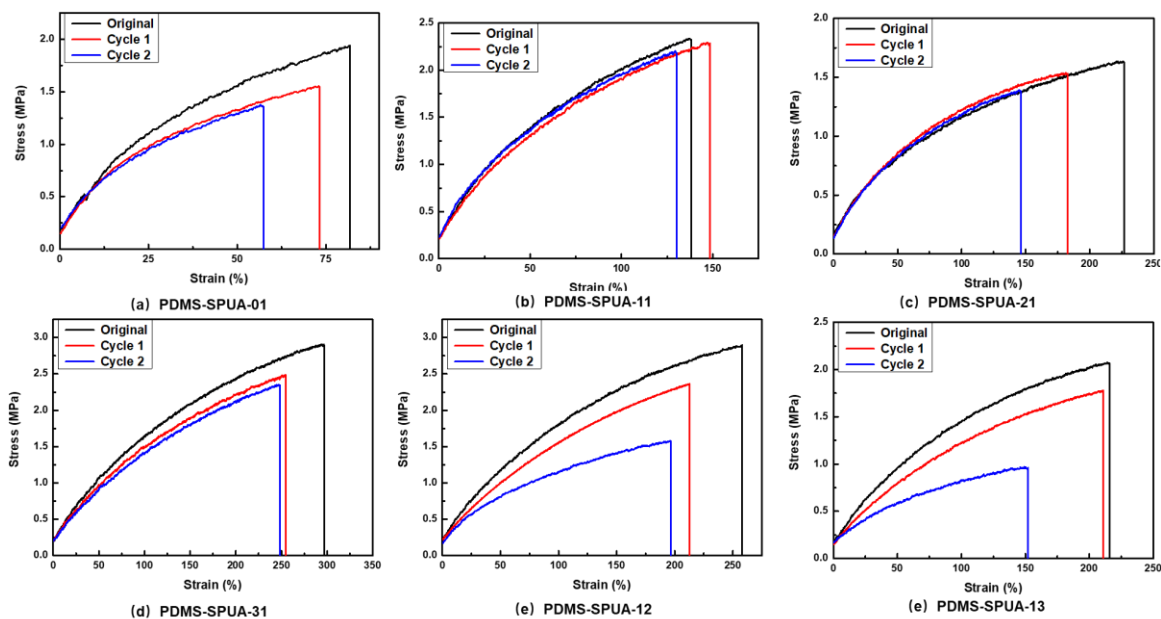 Original
Cycle 1
Cycle 2
Stress (MPa)
2.0
1.5
1.0
0.5
0.0
0 25 50 75
Strain (%)
(a) PDMS-SPUA-01
Original
Cycle 1
Cycle 2
Stress (MPa)
2.5
2.0
1.5
1.0
0.5
0.0
0 50 100 150
Strain (%)
(b) PDMS-SPUA-11
Original
Cycle 1
Cycle 2
Stress (MPa)
2.0
1.5
1.0
0.5
0.0
0 50 100 150 200 250
Strain (%)
(c) PDMS-SPUA-21
Original
Cycle 1
Cycle 2
Stress (MPa)
3.0
2.5
2.0
1.5
1.0
0.5
0.0
0 50 100 150 200 250 300 350
Strain (%)
(d) PDMS-SPUA-31
Original
Cycle 1
Cycle 2
Stress (MPa)
3.0
2.5
2.0
1.5
1.0
0.5
0.0
0 50 100 150 200 250
Strain (%)
(e) PDMS-SPUA-12
Original
Cycle 1
Cycle 2
Stress (MPa)
2.5
2.0
1.5
1.0
0.5
0.0
0 50 100 150 200 250
Strain (%)
(e) PDMS-SPUA-13